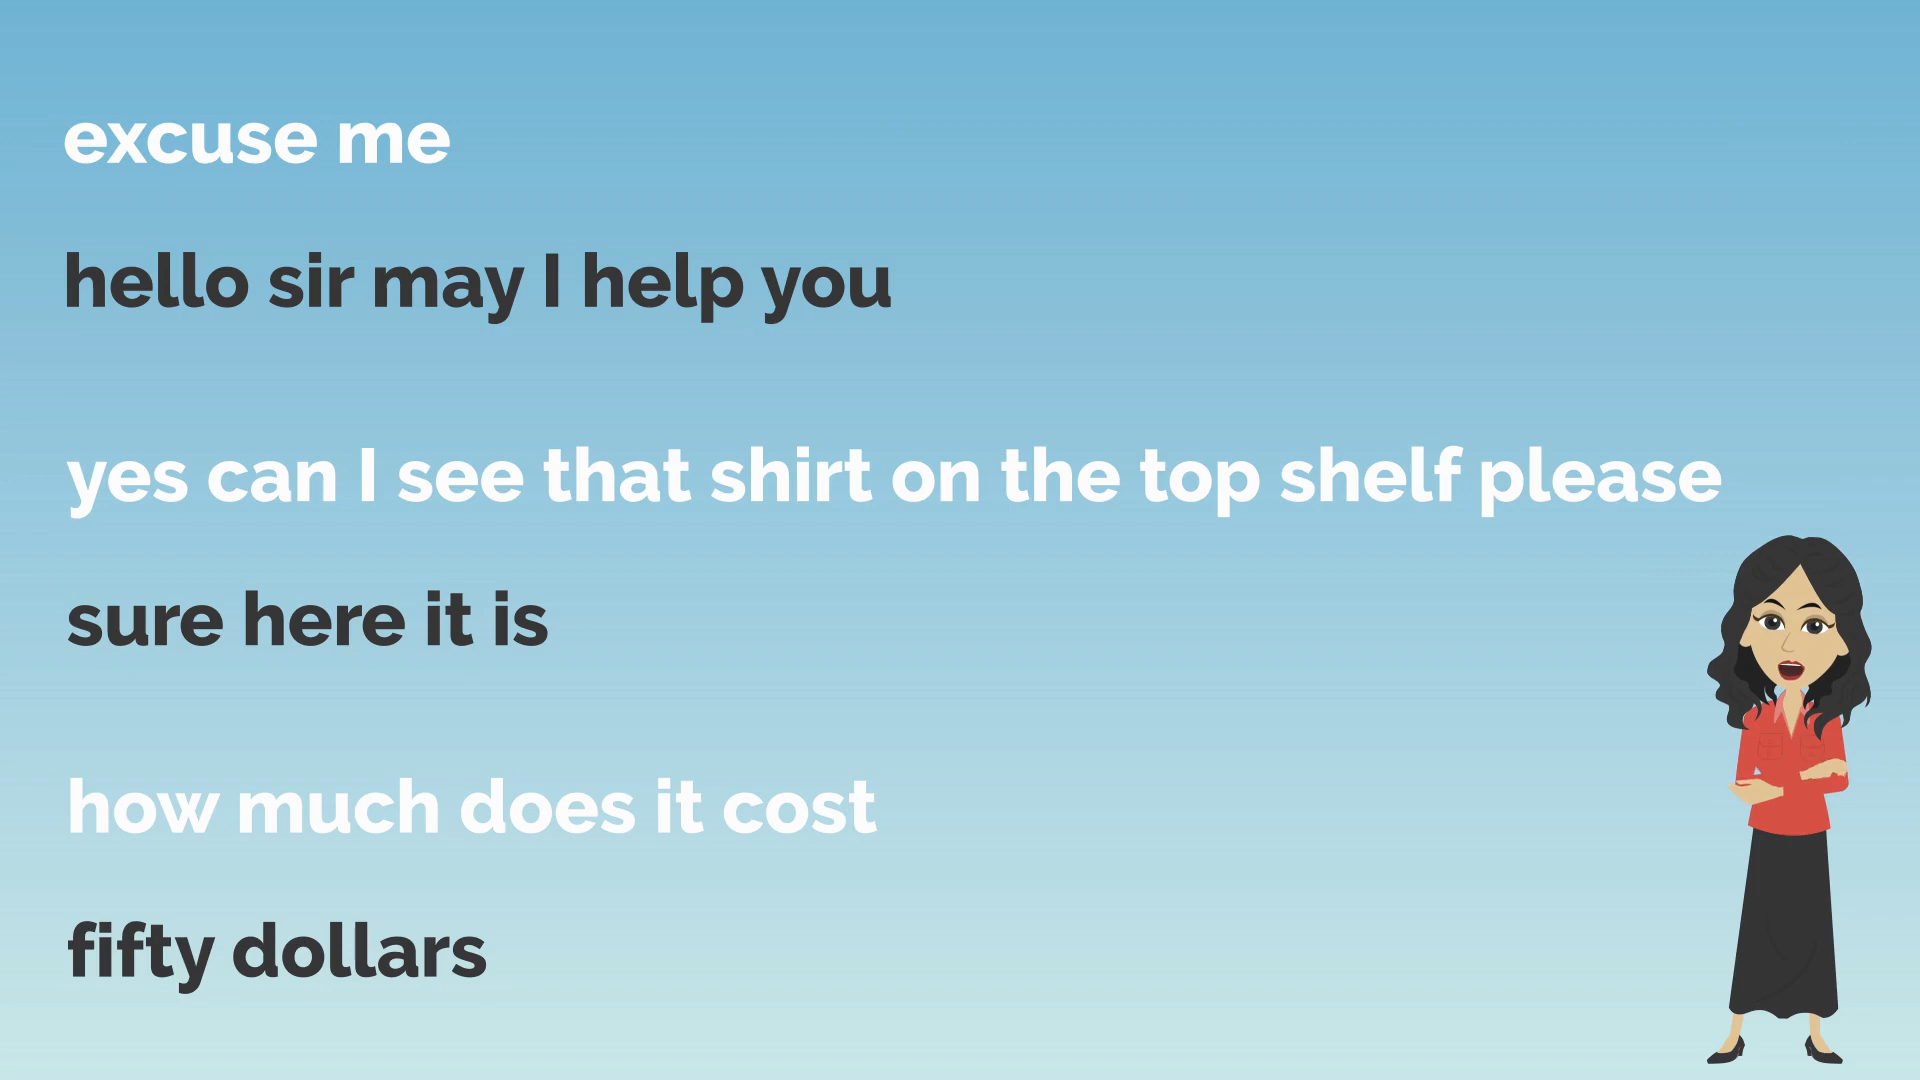 excuse me
hello sir may I help you
yes can I see that shirt on the top shelf please
sure here it is
how much does it cost
fifty dollars